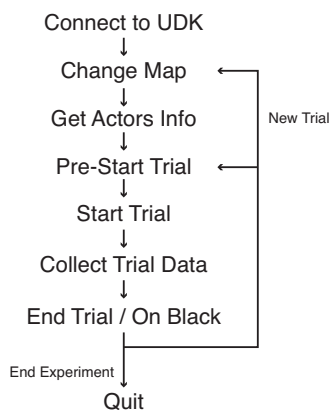 Connect to UDK
Change Map
Get Actors Info
New Trial
Pre-Start Trial
Start Trial
Collect Trial Data
End Trial / On Black
End Experiment
Quit